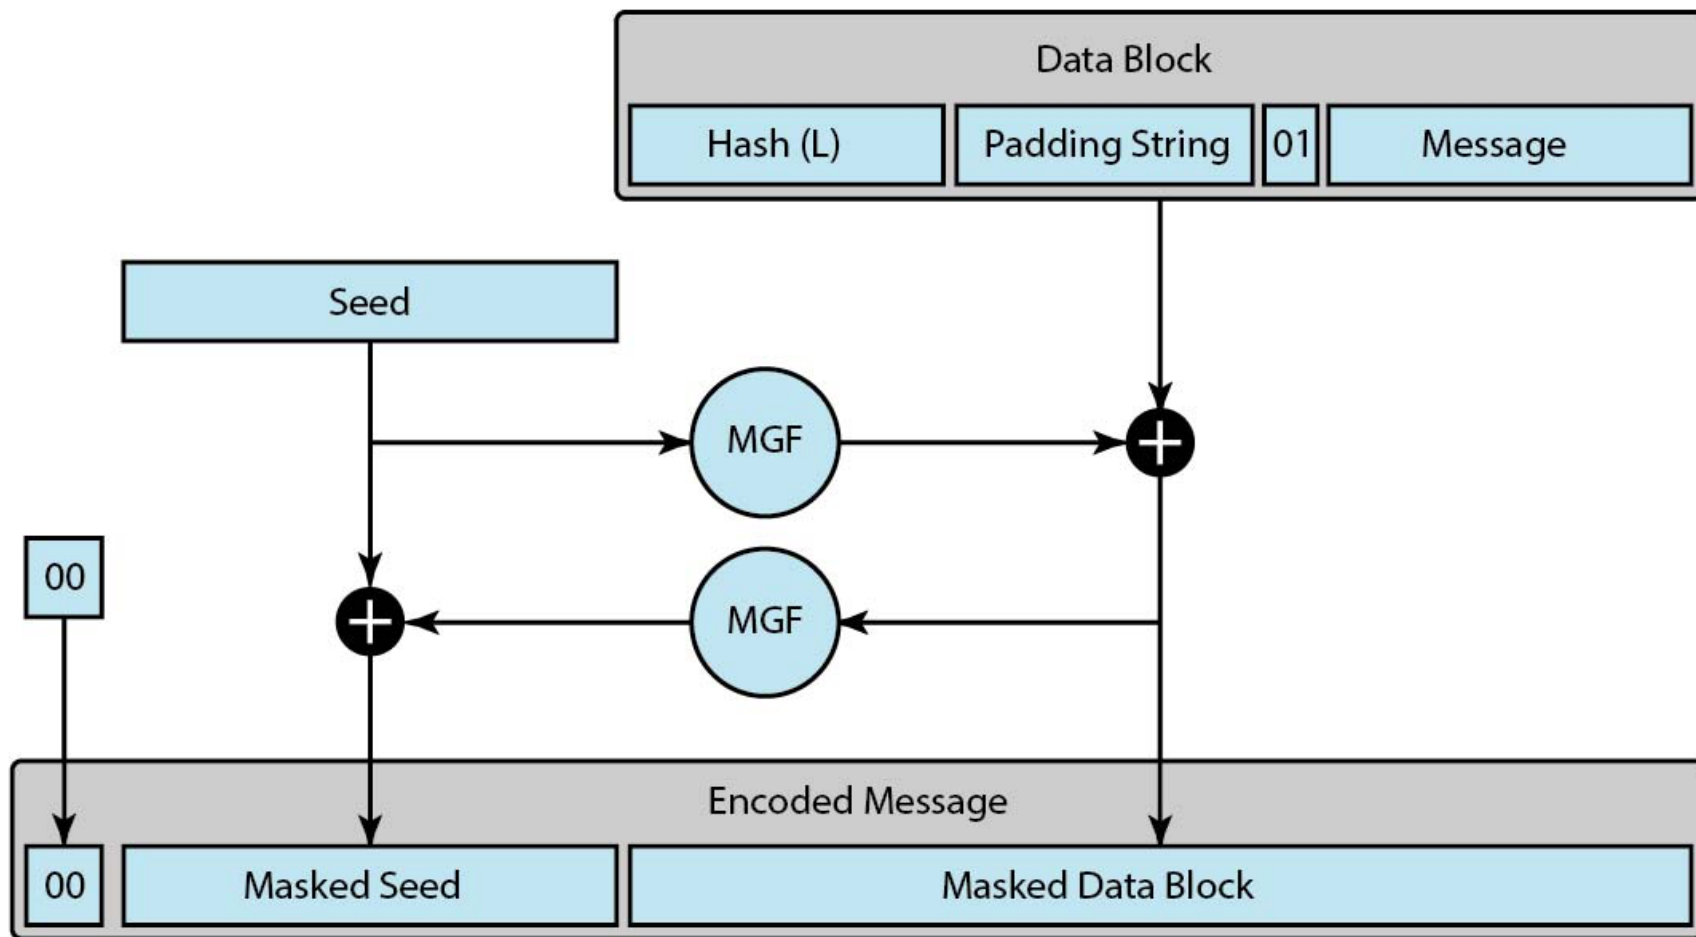 Data Block
Hash (L) Padding String 01 Message
Seed
MGF
00
MGF
Encoded Message
00 Masked Seed Masked Data Block